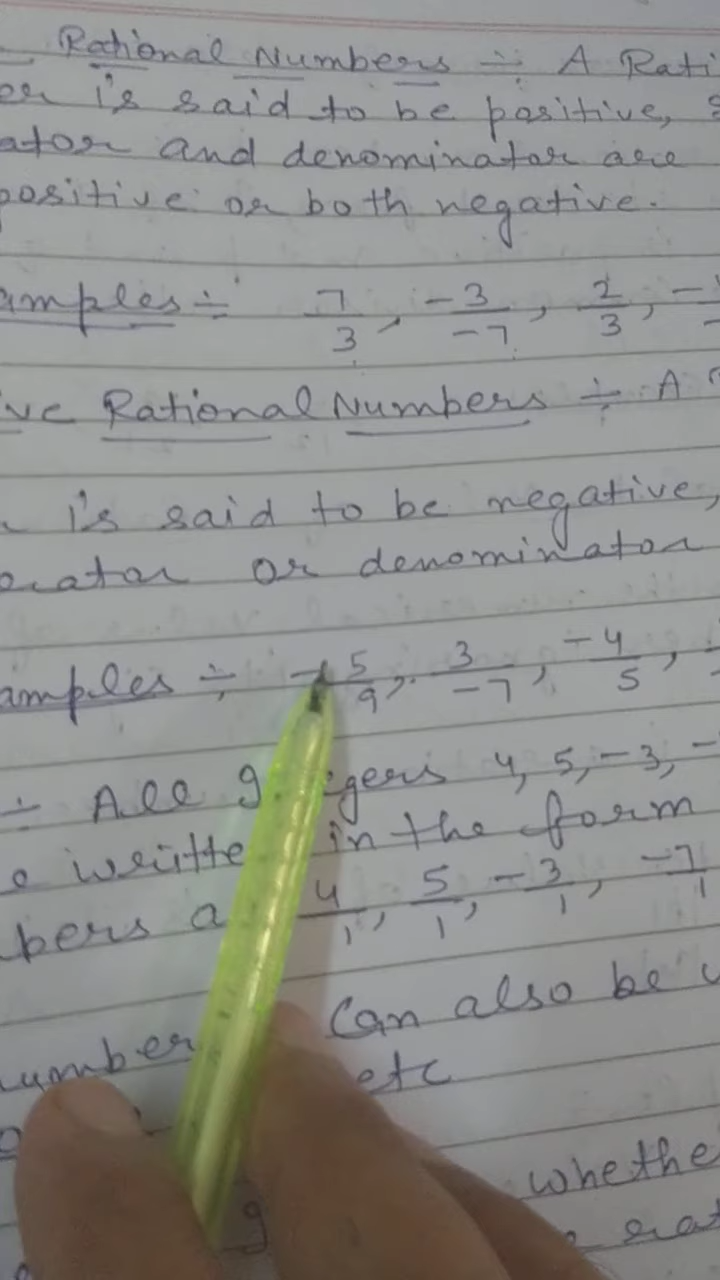 Rational Numbers ÷ A Rati
er is said to be positive,
ator and denominator are
positive or both negative.
amples ÷ 7/3, -3/-7, 2/3,
ve Rational Numbers ÷ A
is said to be negative,
erator or denominator
amples ÷ -5/9, 3/-7, -4/5,
÷ All gers 4, 5, -3, -
writte in the form
bers a 4/1, 5/1, -3/1, -7/1
umber Can also be
etc
whethe